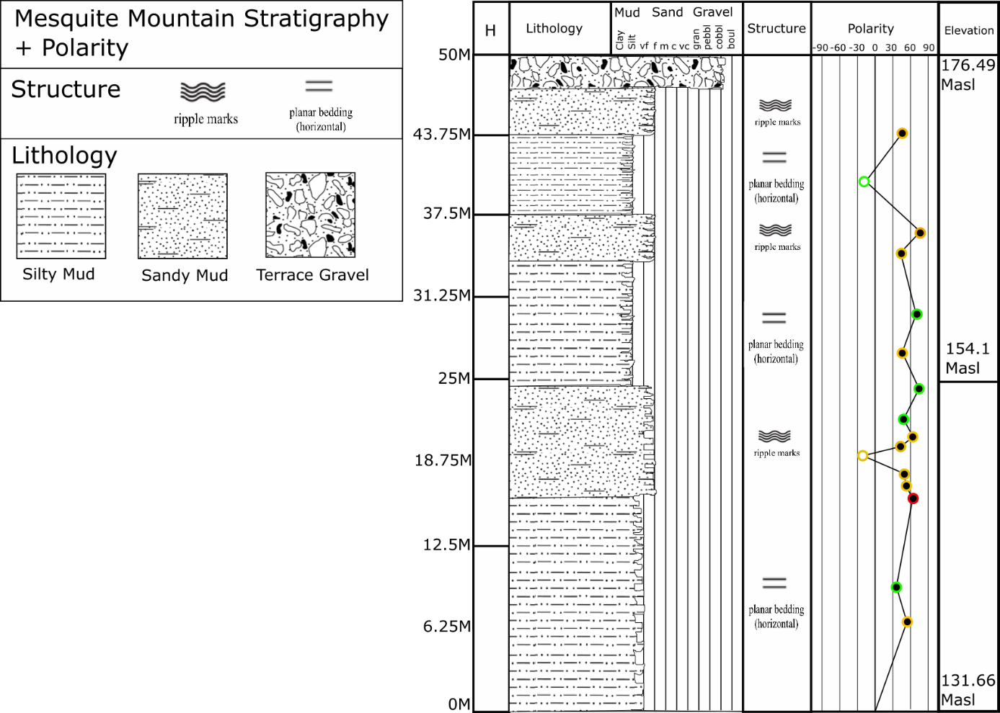 Mesquite Mountain Stratigraphy
+ Polarity
Structure
ripple marks
planar bedding
(horizontal)
Lithology
Silty Mud
Sandy Mud
Terrace Gravel
H
Lithology
Mud Sand Gravel
Clay
Silt
vf f m c vc
gran
pebbl
cobbl
boul
Structure
Polarity
-90 -60 -30 0 30 60 90
Elevation
50M
43.75M
37.5M
31.25M
25M
18.75M
12.5M
6.25M
0M
ripple marks
planar bedding
(horizontal)
ripple marks
planar bedding
(horizontal)
ripple marks
planar bedding
(horizontal)
176.49
Masl
154.1
Masl
131.66
Masl